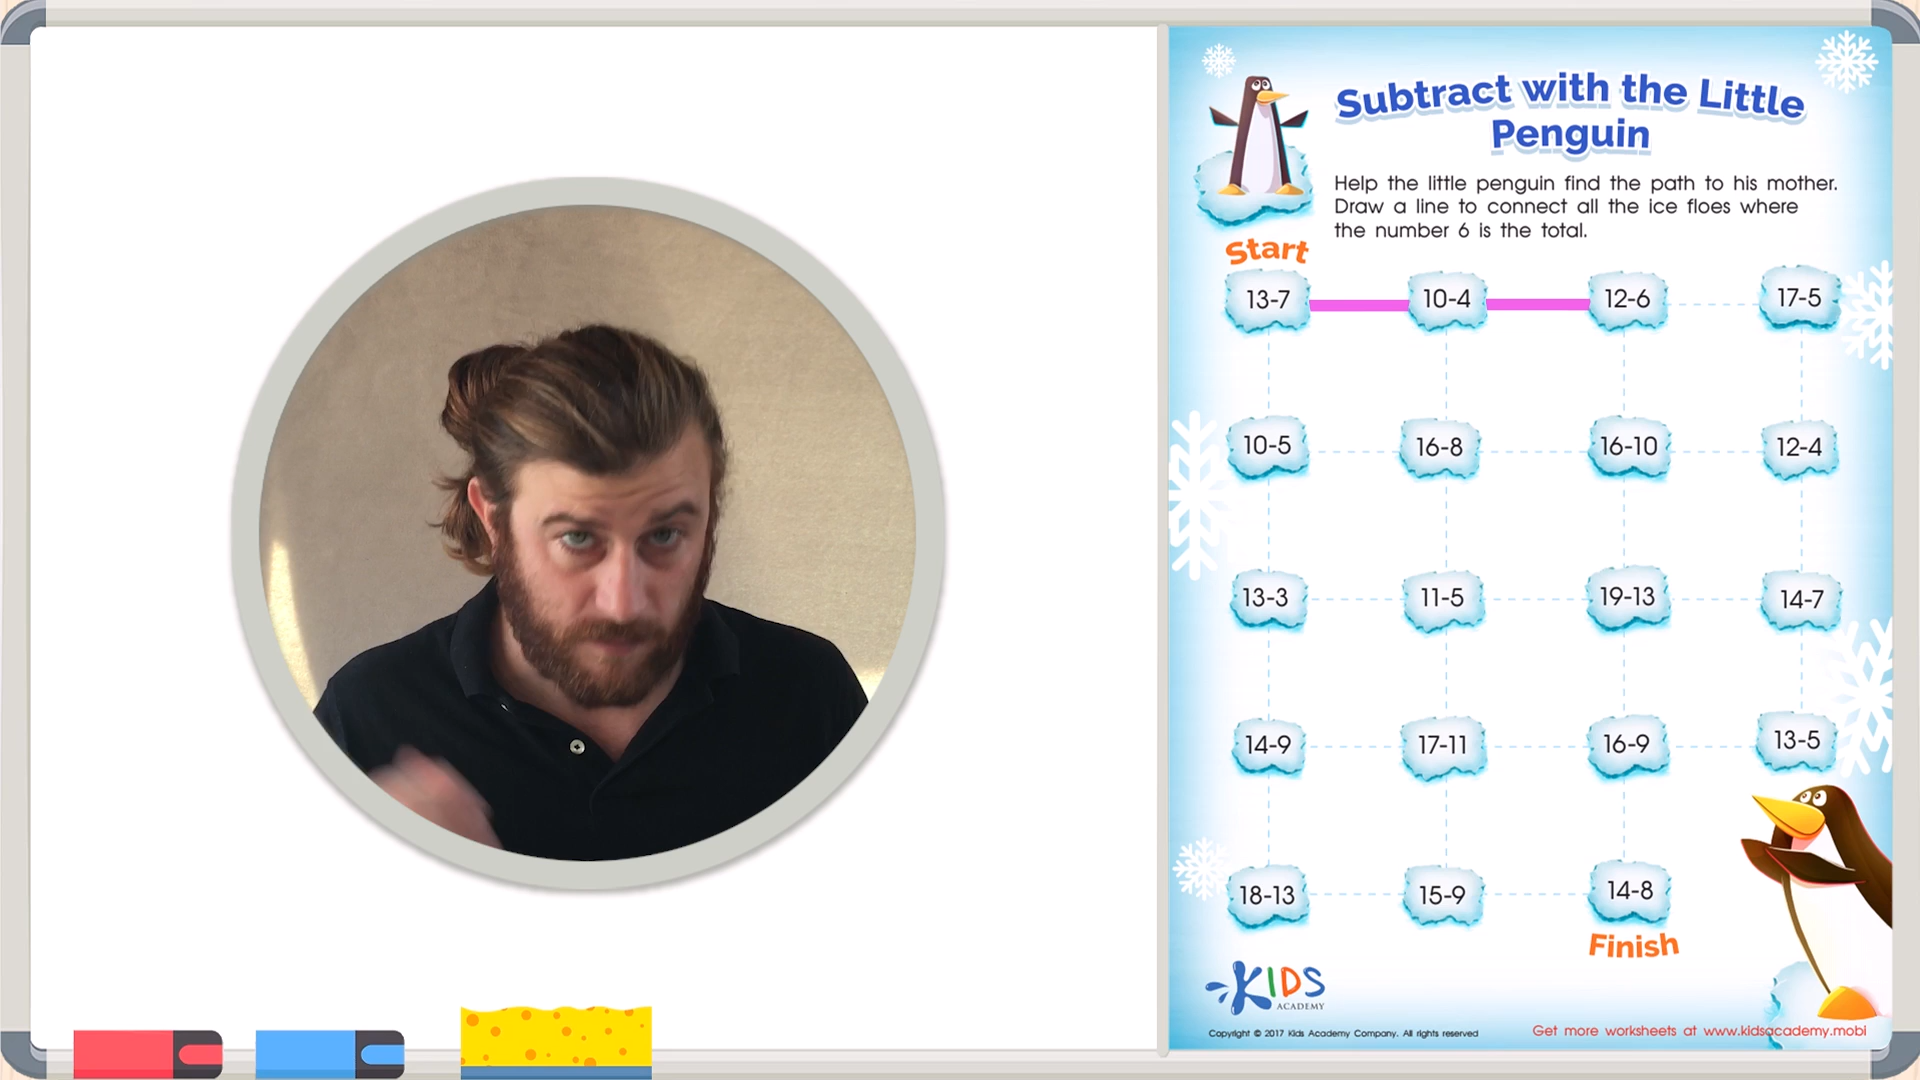 Subtract with the Little
Penguin
Help the little penguin find the path to his mother.
Draw a line to connect all the ice floes where
the number 6 is the total.
Start
13-7 10-4 12-6 17-5
10-5 16-8 16-10 12-4
13-3 11-5 19-13 14-7
14-9 17-11 16-9 13-5
18-13 15-9 14-8
Finish
KIDS
ACADEMY
Copyright © 2017 Kids Academy Company. All rights reserved
Get more worksheets at www.kidsacademy.mobi